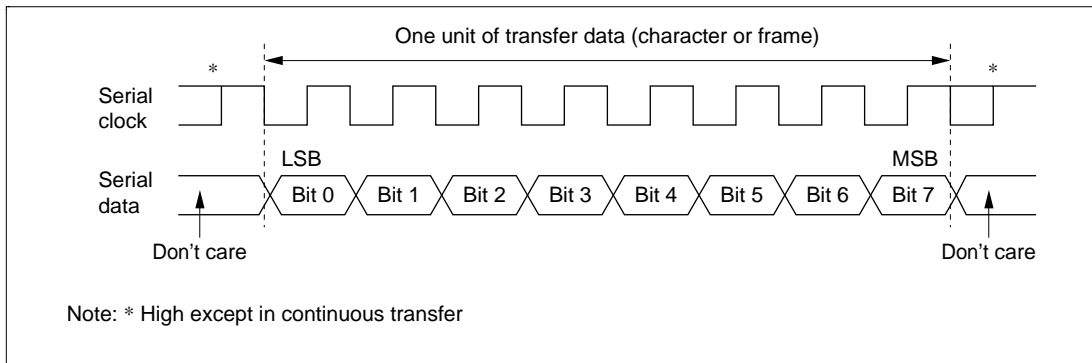 One unit of transfer data (character or frame)
* *
Serial
clock
LSB MSB
Serial
data
Bit 0 Bit 1 Bit 2 Bit 3 Bit 4 Bit 5 Bit 6 Bit 7
Don’t care Don’t care
Note: * High except in continuous transfer